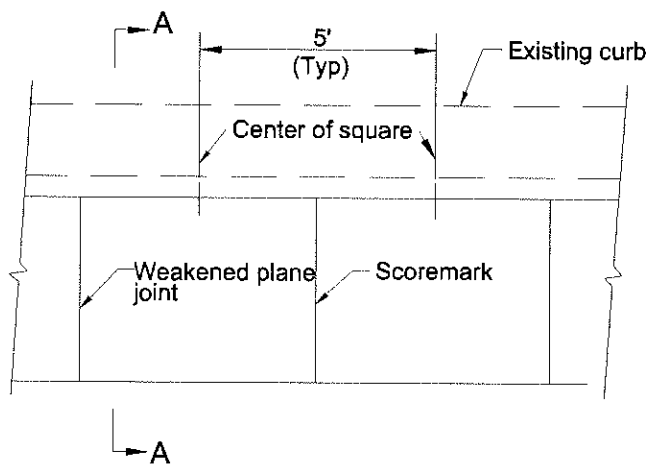 A
5'
(Typ)
Existing curb
Center of square
Weakened plane
joint
Scoremark
A